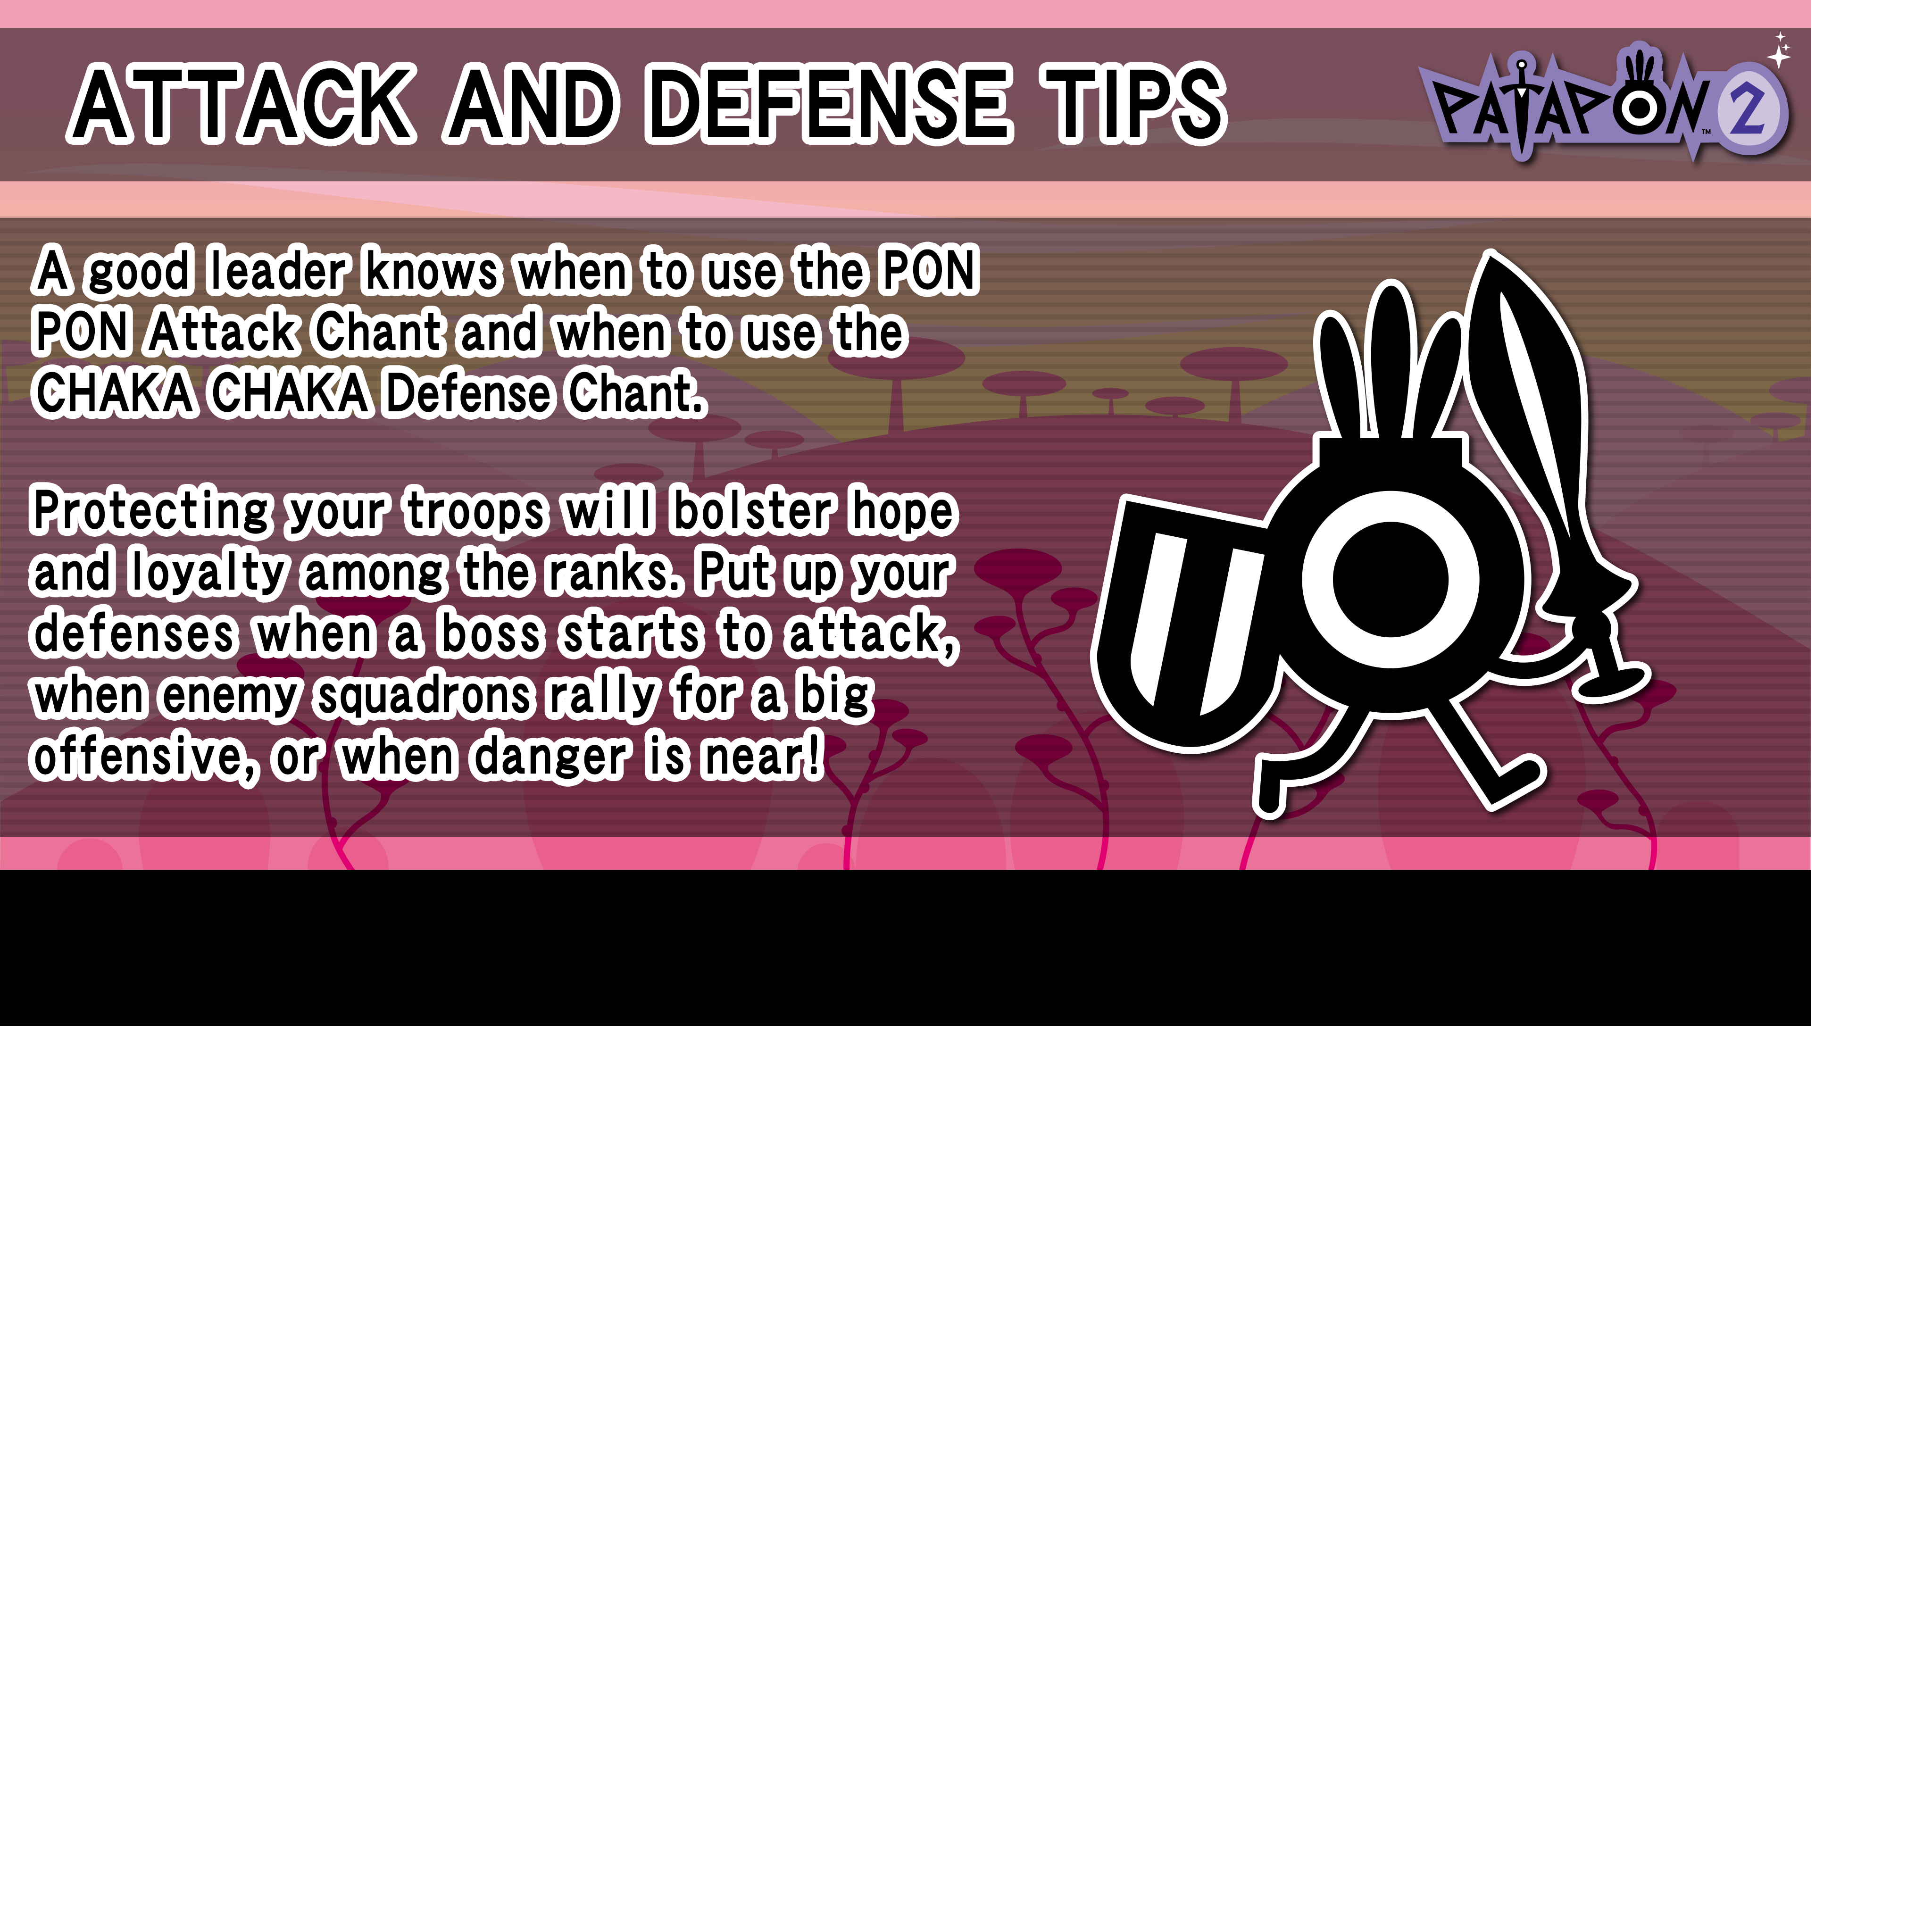 ATTACK AND DEFENSE TIPS
PATAPON™ 2
A good leader knows when to use the PON
PON Attack Chant and when to use the
CHAKA CHAKA Defense Chant.
Protecting your troops will bolster hope
and loyalty among the ranks. Put up your
defenses when a boss starts to attack,
when enemy squadrons rally for a big
offensive, or when danger is near!